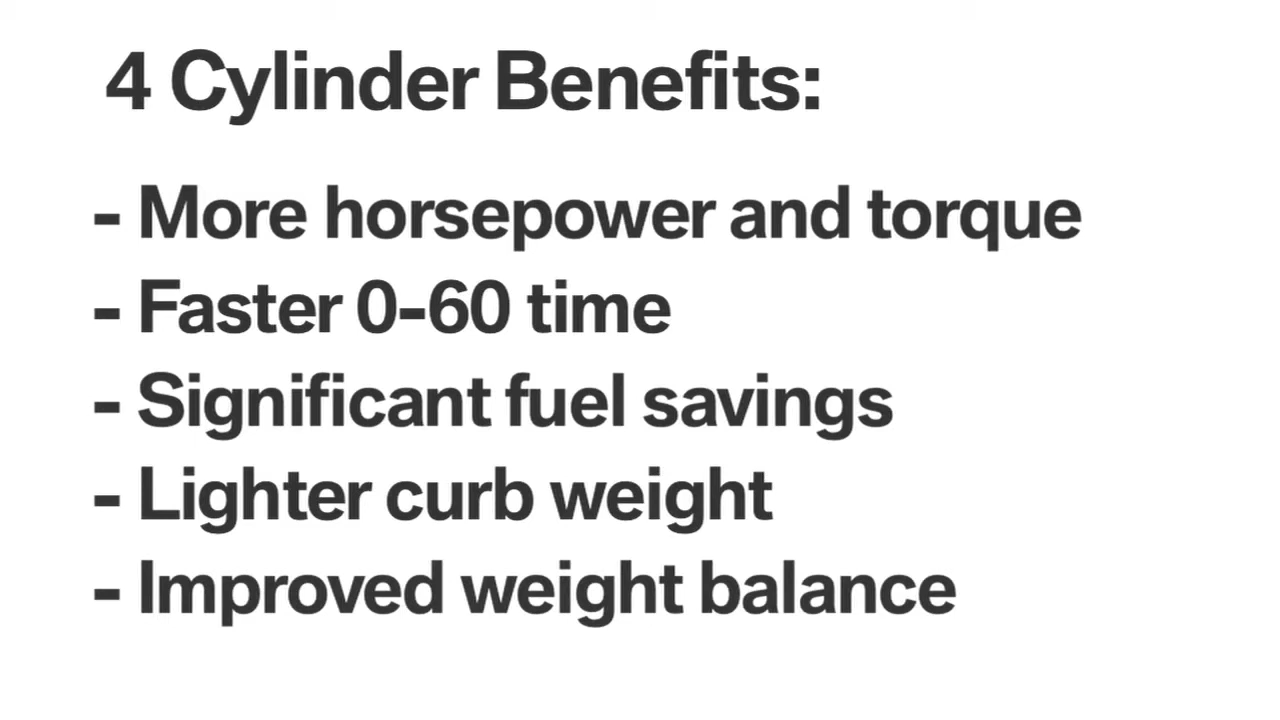 4 Cylinder Benefits:
- More horsepower and torque
- Faster 0-60 time
- Significant fuel savings
- Lighter curb weight
- Improved weight balance